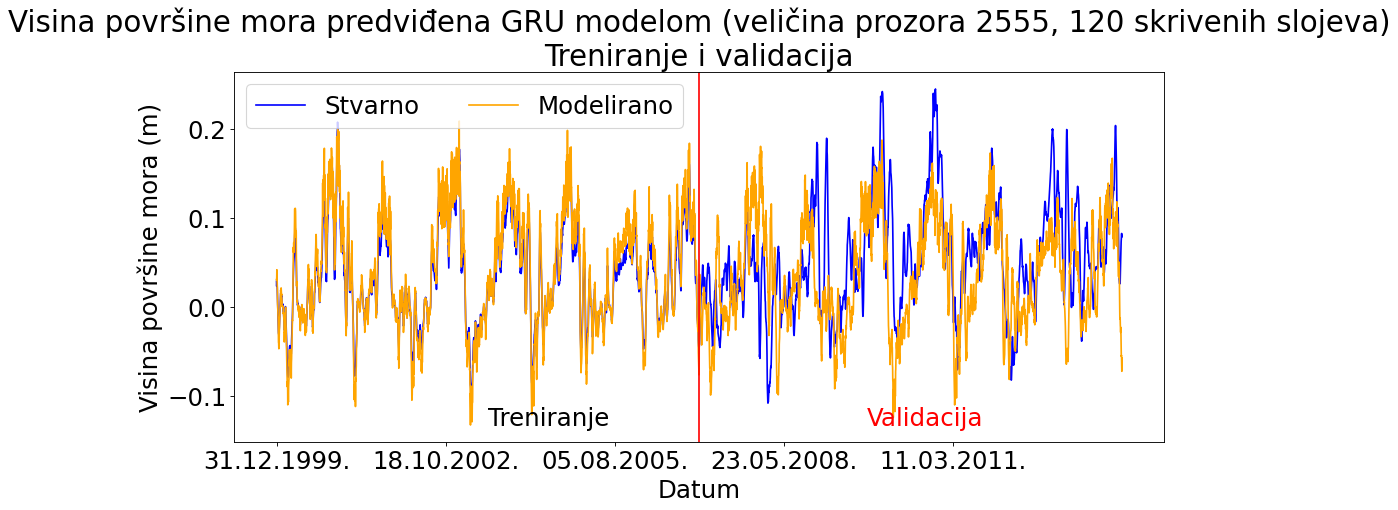 Visina površine mora predviđena GRU modelom (veličina prozora 2555, 120 skrivenih slojeva)
Treniranje i validacija
Stvarno
Modelirano
Visina površine mora (m)
0.2
0.1
0.0
−0.1
Treniranje
Validacija
31.12.1999.
18.10.2002.
05.08.2005.
23.05.2008.
11.03.2011.
Datum